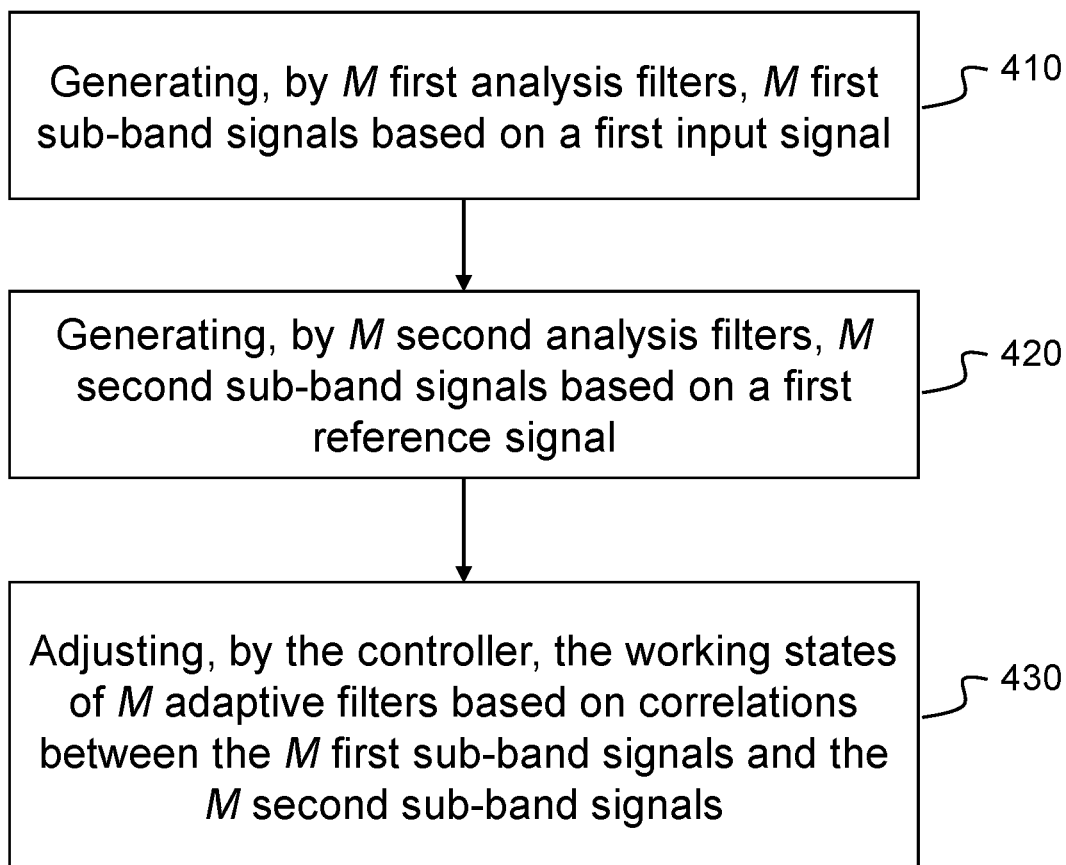 Generating, by M first analysis filters, M first
sub-band signals based on a first input signal
410
Generating, by M second analysis filters, M
second sub-band signals based on a first
reference signal
420
Adjusting, by the controller, the working states
of M adaptive filters based on correlations
between the M first sub-band signals and the
M second sub-band signals
430